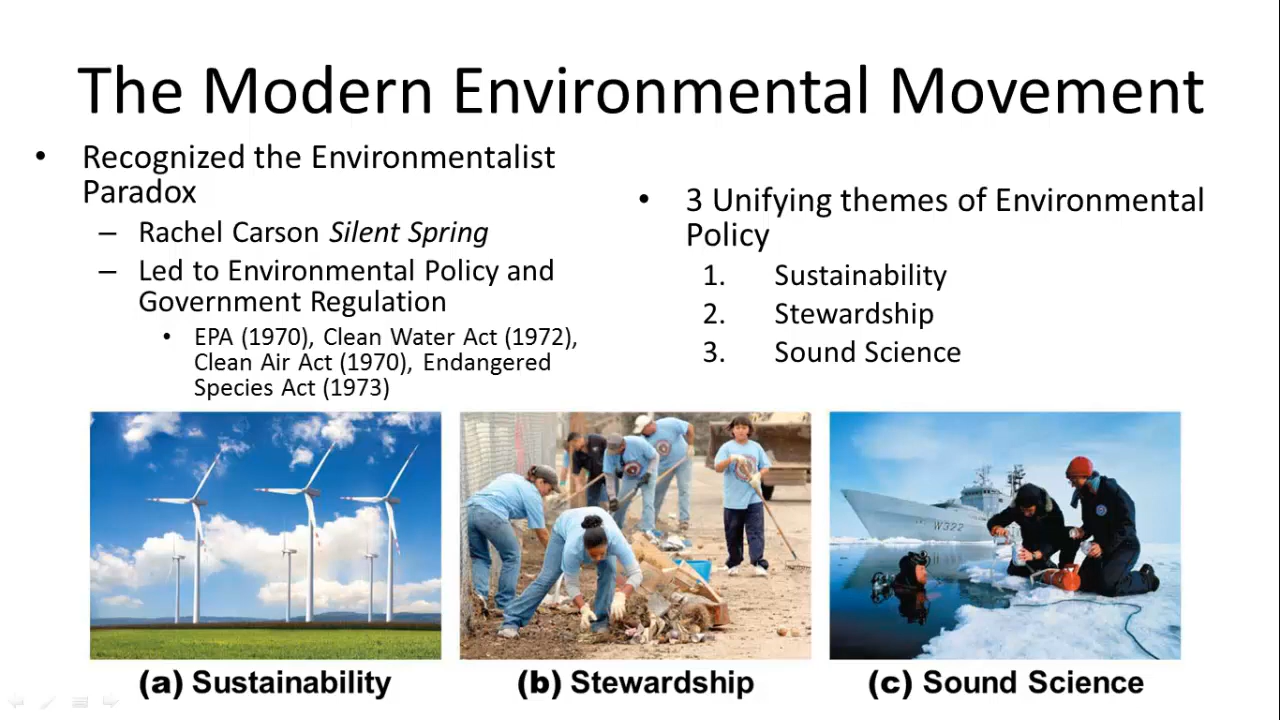 The Modern Environmental Movement
• Recognized the Environmentalist
Paradox
– Rachel Carson Silent Spring
– Led to Environmental Policy and
Government Regulation
• EPA (1970), Clean Water Act (1972),
Clean Air Act (1970), Endangered
Species Act (1973)
• 3 Unifying themes of Environmental
Policy
1. Sustainability
2. Stewardship
3. Sound Science
W322
(a) Sustainability
(b) Stewardship
(c) Sound Science